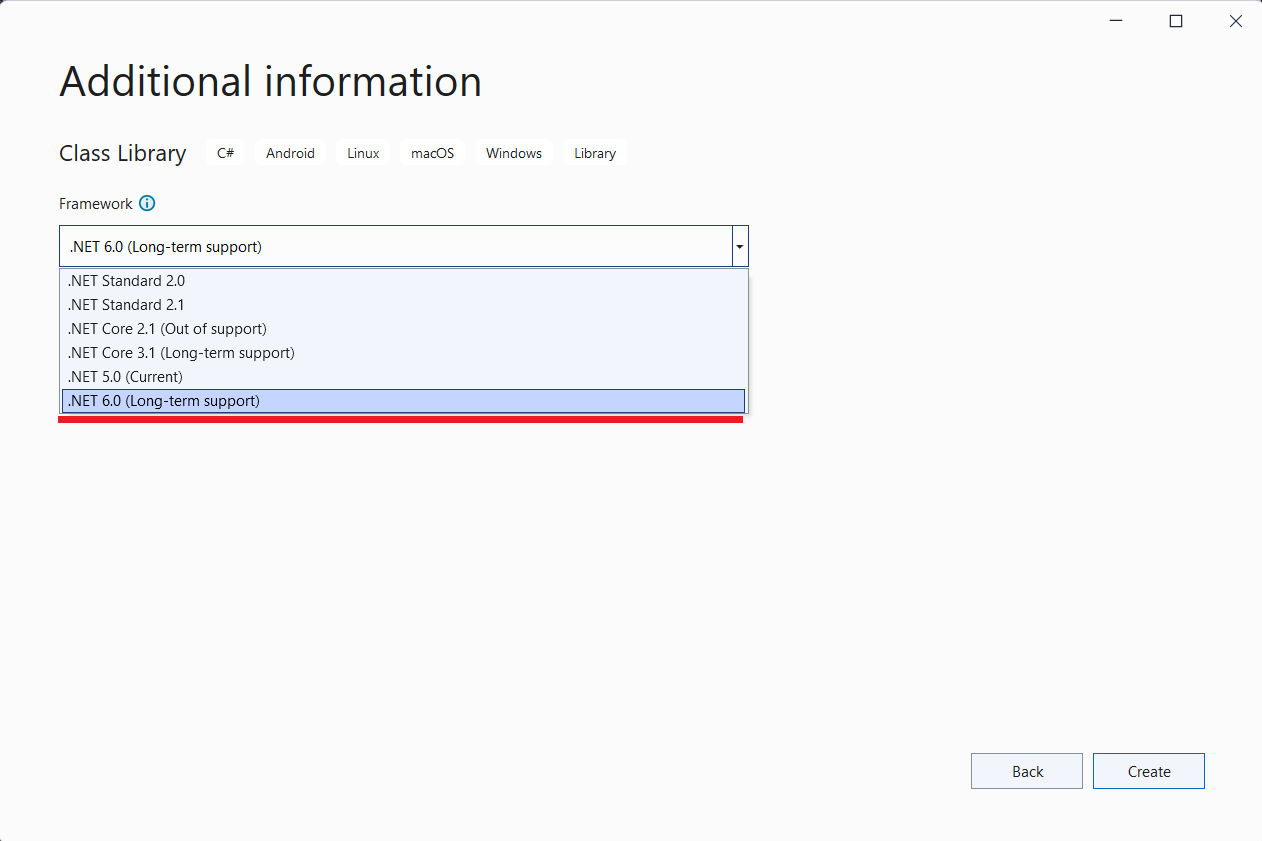 Additional information
Class Library C# Android Linux macOS Windows Library
Framework
.NET 6.0 (Long-term support)
.NET Standard 2.0
.NET Standard 2.1
.NET Core 2.1 (Out of support)
.NET Core 3.1 (Long-term support)
.NET 5.0 (Current)
.NET 6.0 (Long-term support)
Back Create